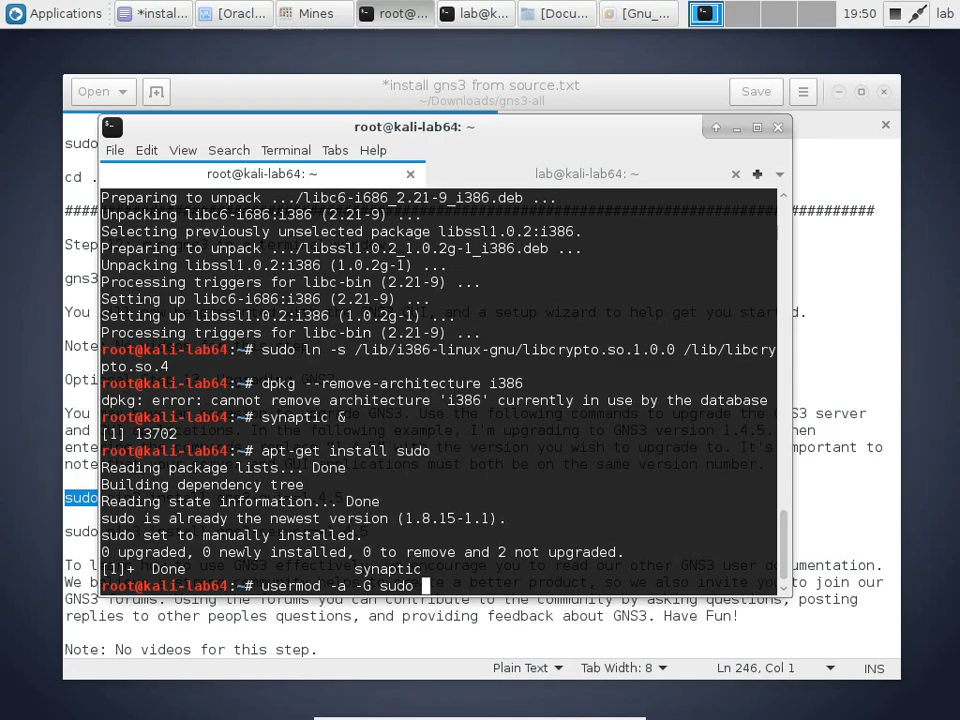 Applications
*install...
[Oracl...
Mines
root@...
lab@k...
[Docu...
[Gnu_...
19:50
lab
Open
*install gns3 from source.txt
~/Downloads/gns3-all
Save
sudo
cd .
root@kali-lab64: ~
File Edit View Search Terminal Tabs Help
root@kali-lab64: ~
lab@kali-lab64: ~
Preparing to unpack .../libc6-i686_2.21-9_i386.deb ...
Unpacking libc6-i686:i386 (2.21-9) ...
Selecting previously unselected package libssl1.0.2:i386.
Preparing to unpack .../libssl1.0.2_1.0.2g-1_i386.deb ...
Unpacking libssl1.0.2:i386 (1.0.2g-1) ...
Processing triggers for libc-bin (2.21-9) ...
Setting up libc6-i686:i386 (2.21-9) ...
Setting up libssl1.0.2:i386 (1.0.2g-1) ...
Processing triggers for libc-bin (2.21-9) ...
root@kali-lab64:~# sudo ln -s /lib/i386-linux-gnu/libcrypto.so.1.0.0 /lib/libcry
pto.so.4
root@kali-lab64:~# dpkg --remove-architecture i386
dpkg: error: cannot remove architecture 'i386' currently in use by the database
root@kali-lab64:~# synaptic &
[1] 13702
root@kali-lab64:~# apt-get install sudo
Reading package lists... Done
Building dependency tree
Reading state information... Done
sudo is already the newest version (1.8.15-1.1).
sudo set to manually installed.
0 upgraded, 0 newly installed, 0 to remove and 2 not upgraded.
[1]+ Done synaptic
root@kali-lab64:~# usermod -a -G sudo
GNS3 forums. Using the forums you can contribute to the community by asking questions, posting
replies to other peoples questions, and providing feedback about GNS3. Have Fun!
Note: No videos for this step.
Plain Text
Tab Width: 8
Ln 246, Col 1
INS